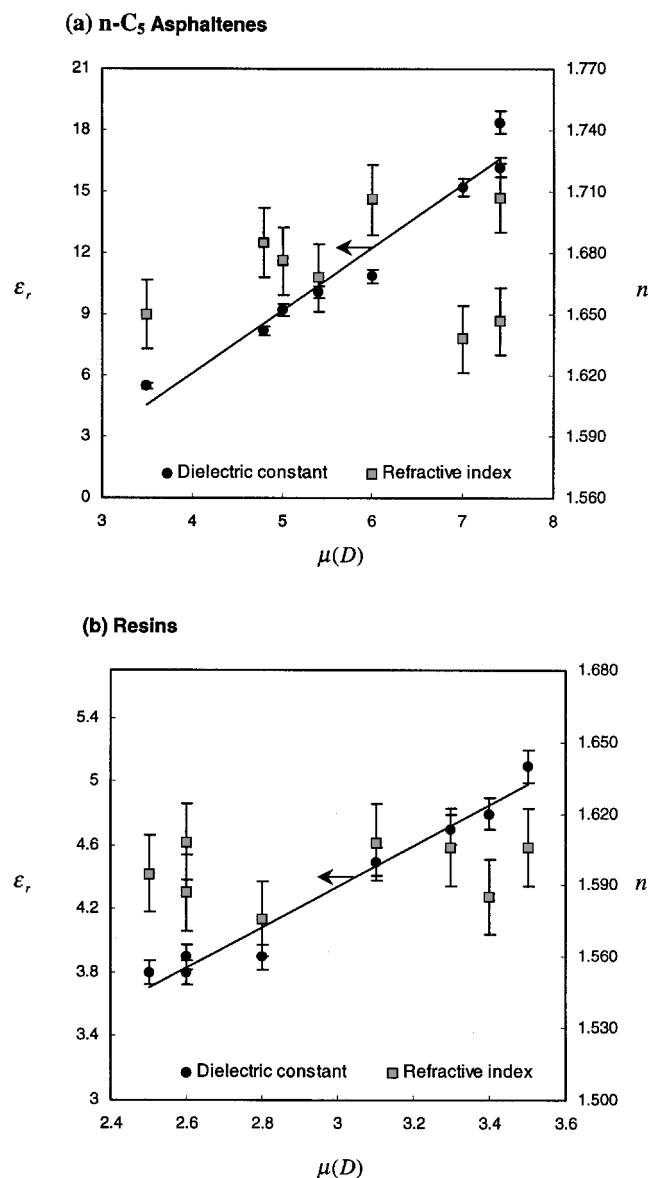 (a) n-C5 Asphaltenes
21
18
15
12
9
6
3
0
εr
1.770
1.740
1.710
1.680
1.650
1.620
1.590
1.560
n
Dielectric constant
Refractive index
3 4 5 6 7 8
μ(D)
(b) Resins
5.4
5
4.6
4.2
3.8
3.4
3
εr
1.680
1.650
1.620
1.590
1.560
1.530
1.500
n
Dielectric constant
Refractive index
2.4 2.6 2.8 3 3.2 3.4 3.6
μ(D)